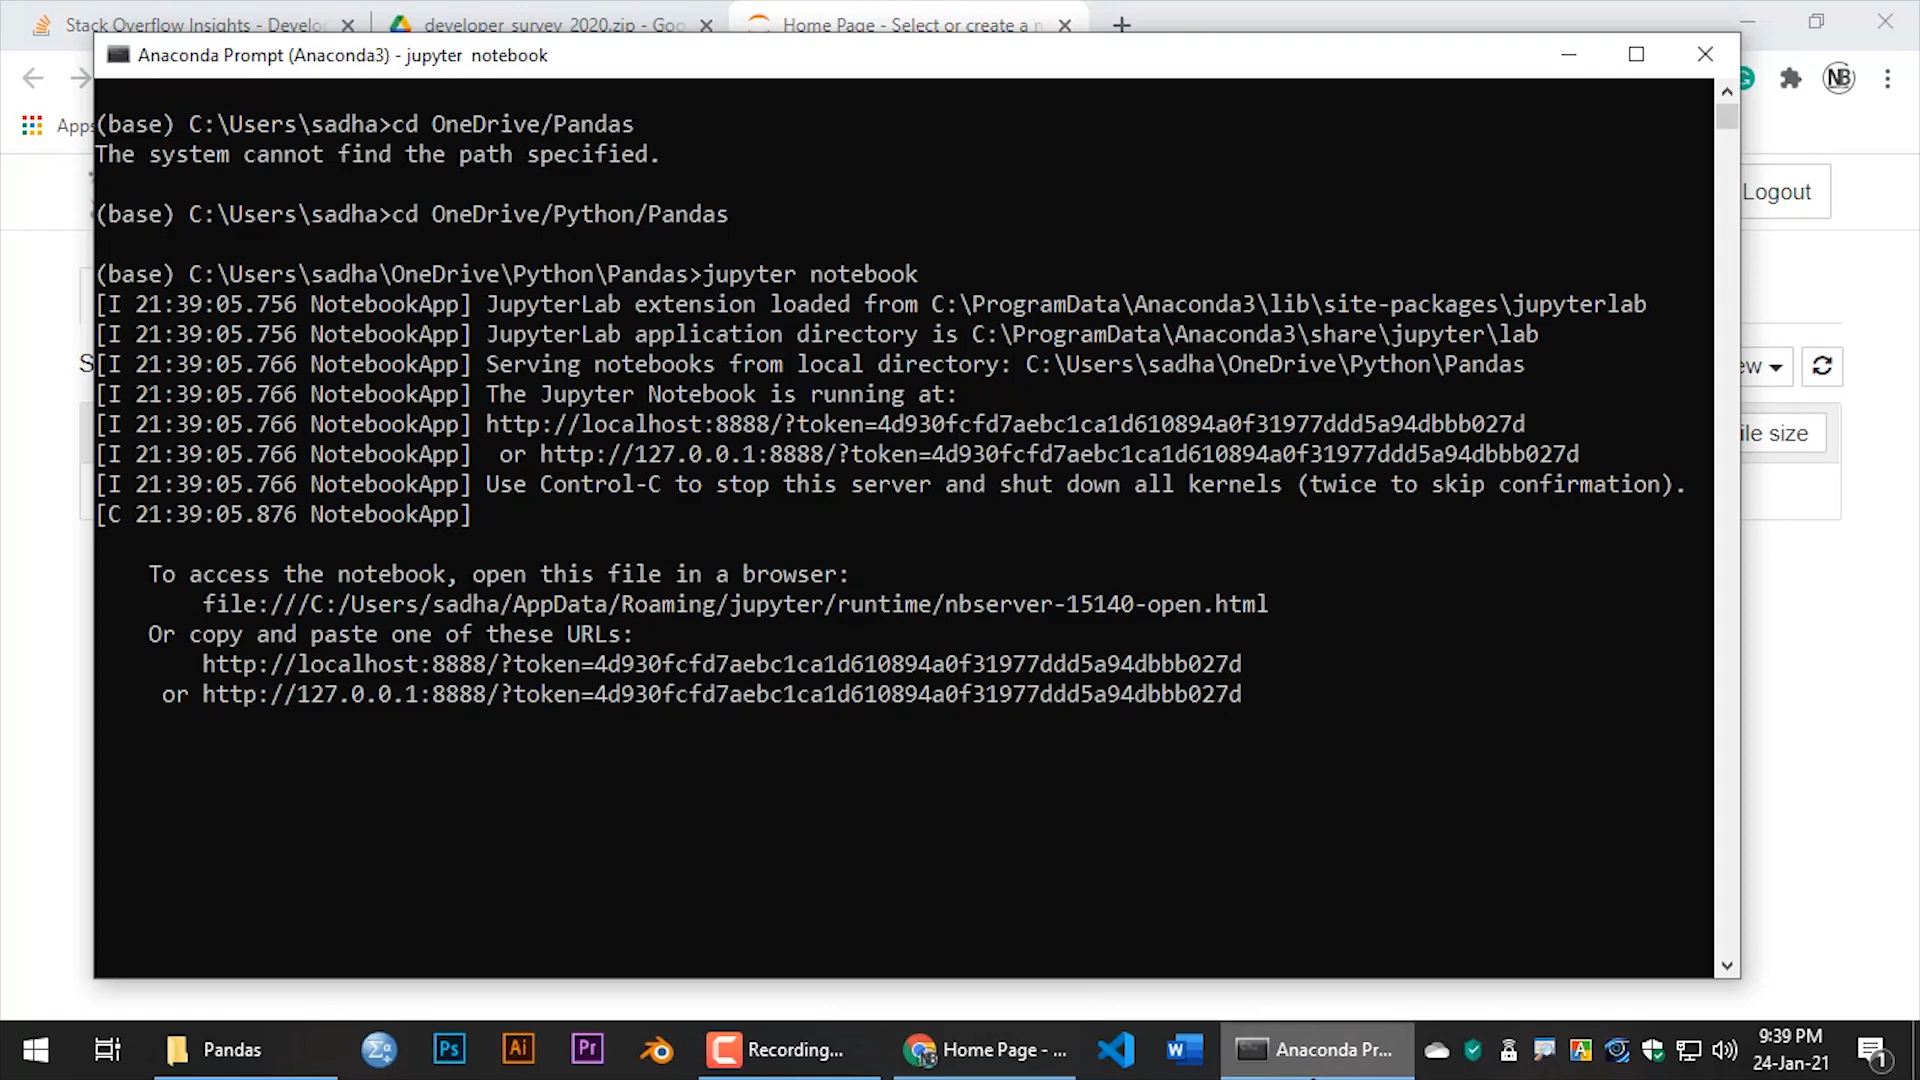 Stack Overflow Insights - Develo
developer_survey_2020.zip - Goo
Home Page - Select or create a n
Anaconda Prompt (Anaconda3) - jupyter  notebook
NB
Apps
(base) C:\Users\sadha>cd OneDrive/Pandas
The system cannot find the path specified.
Logout
(base) C:\Users\sadha>cd OneDrive/Python/Pandas
(base) C:\Users\sadha\OneDrive\Python\Pandas>jupyter notebook
[I 21:39:05.756 NotebookApp] JupyterLab extension loaded from C:\ProgramData\Anaconda3\lib\site-packages\jupyterlab
[I 21:39:05.756 NotebookApp] JupyterLab application directory is C:\ProgramData\Anaconda3\share\jupyter\lab
[I 21:39:05.766 NotebookApp] Serving notebooks from local directory: C:\Users\sadha\OneDrive\Python\Pandas
[I 21:39:05.766 NotebookApp] The Jupyter Notebook is running at:
[I 21:39:05.766 NotebookApp] http://localhost:8888/?token=4d930fcfd7aebc1ca1d610894a0f31977ddd5a94dbbb027d
[I 21:39:05.766 NotebookApp]  or http://127.0.0.1:8888/?token=4d930fcfd7aebc1ca1d610894a0f31977ddd5a94dbbb027d
ile size
[I 21:39:05.766 NotebookApp] Use Control-C to stop this server and shut down all kernels (twice to skip confirmation).
[C 21:39:05.876 NotebookApp]
To access the notebook, open this file in a browser:
file:///C:/Users/sadha/AppData/Roaming/jupyter/runtime/nbserver-15140-open.html
Or copy and paste one of these URLs:
http://localhost:8888/?token=4d930fcfd7aebc1ca1d610894a0f31977ddd5a94dbbb027d
or http://127.0.0.1:8888/?token=4d930fcfd7aebc1ca1d610894a0f31977ddd5a94dbbb027d
Pandas
Ps
Ai
Pr
Recording...
Home Page - ...
Anaconda Pr...
9:39 PM
24-Jan-21
1